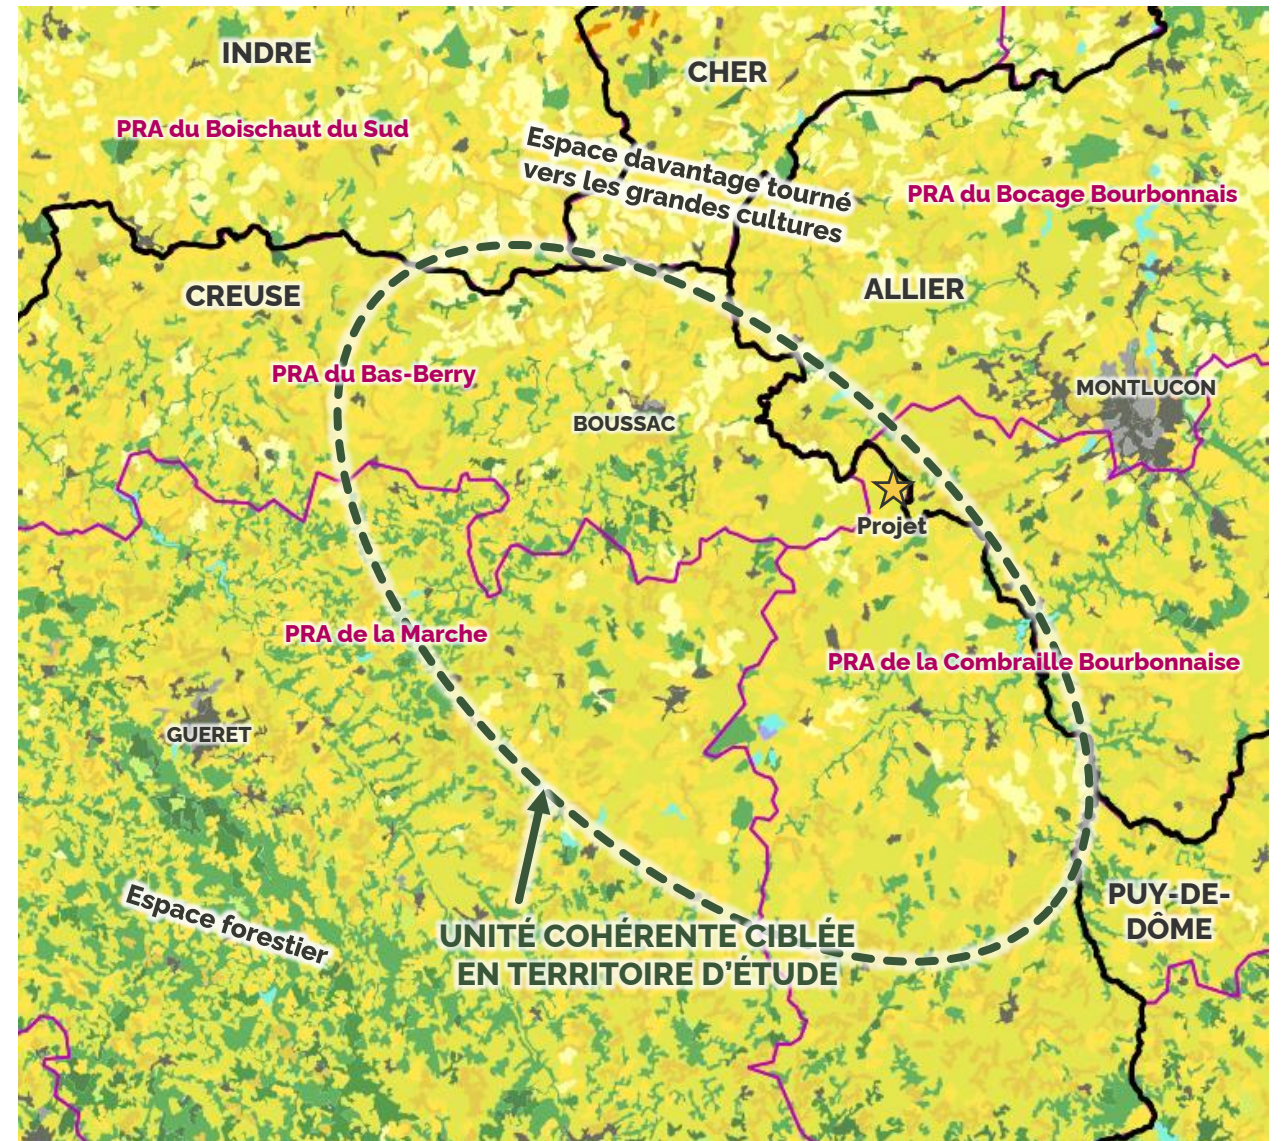 INDRE
CHER
PRA du Boischaut du Sud
Espace davantage tourné
vers les grandes cultures
PRA du Bocage Bourbonnais
CREUSE
ALLIER
PRA du Bas-Berry
MONTLUCON
BOUSSAC
Projet
PRA de la Marche
PRA de la Combraille Bourbonnaise
GUERET
Espace forestier
UNITÉ COHÉRENTE CIBLÉE
EN TERRITOIRE D'ÉTUDE
PUY-DE-
DÔME